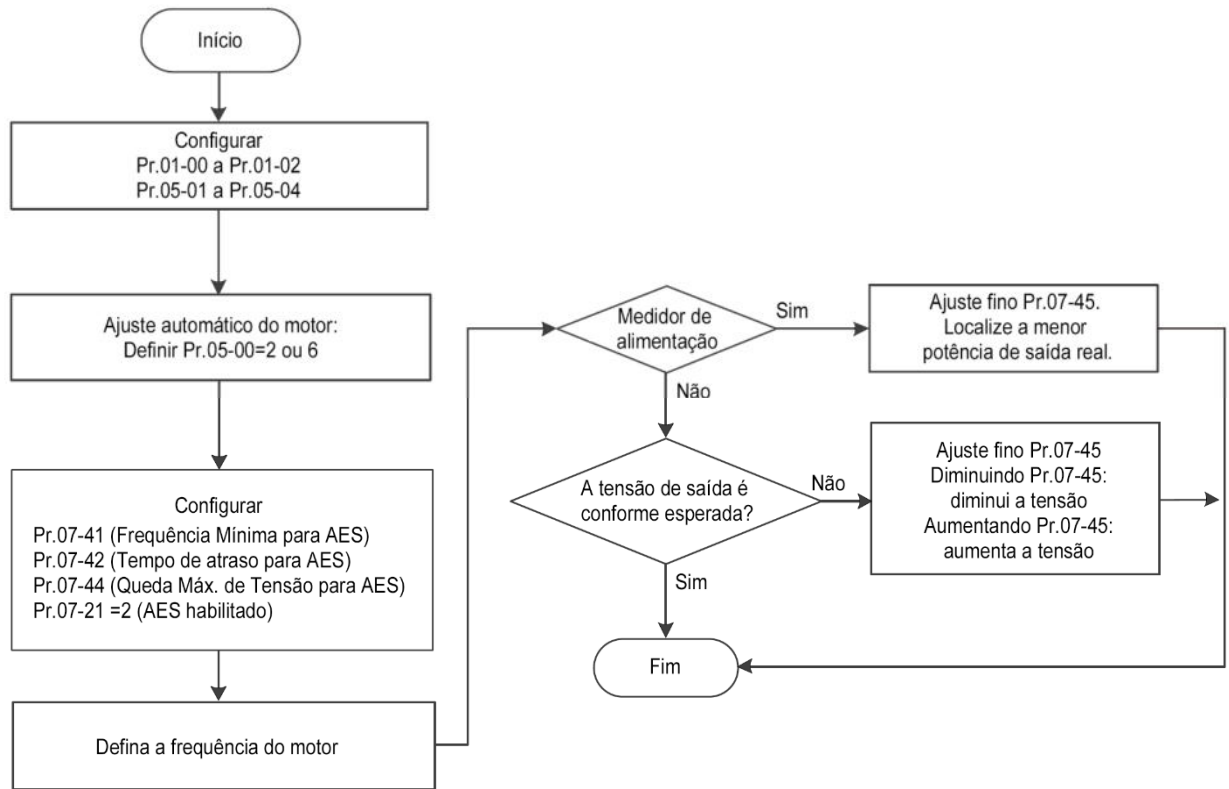 Início
Configurar
Pr.01-00 a Pr.01-02
Pr.05-01 a Pr.05-04
Ajuste automático do motor:
Definir Pr.05-00=2 ou 6
Configurar
Pr.07-41 (Frequência Mínima para AES)
Pr.07-42 (Tempo de atraso para AES)
Pr.07-44 (Queda Máx. de Tensão para AES)
Pr.07-21 =2 (AES habilitado)
Defina a frequência do motor
Medidor de
alimentação
Sim
Ajuste fino Pr.07-45.
Localize a menor
potência de saída real.
Não
A tensão de saída é
conforme esperada?
Não
Ajuste fino Pr.07-45
Diminuindo Pr.07-45:
diminui a tensão
Aumentando Pr.07-45:
aumenta a tensão
Sim
Fim